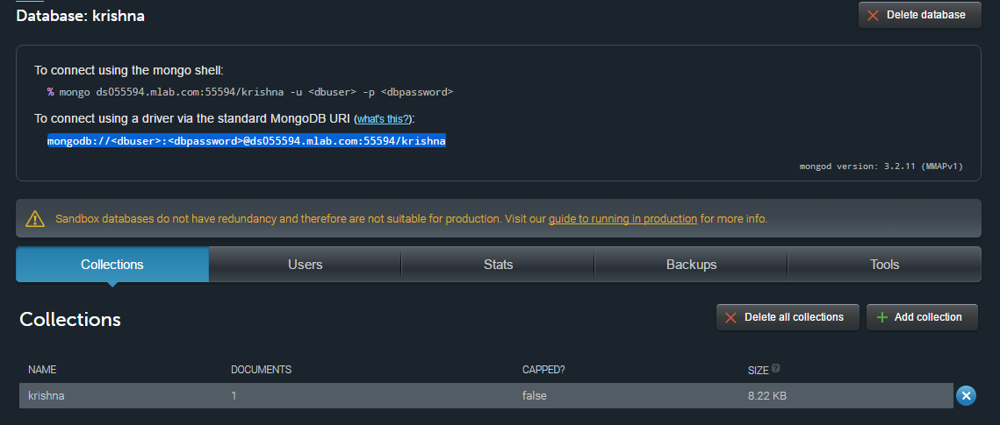 Database: krishna
Delete database
To connect using the mongo shell:
% mongo ds055594.mlab.com:55594/krishna -u <dbuser> -p <dbpassword>
To connect using a driver via the standard MongoDB URI (what's this?):
mongodb://<dbuser>:<dbpassword>@ds055594.mlab.com:55594/krishna
mongod version: 3.2.11 (MMAPv1)
Sandbox databases do not have redundancy and therefore are not suitable for production. Visit our guide to running in production for more info.
Collections Users Stats Backups Tools
Collections
Delete all collections
Add collection
NAME DOCUMENTS CAPPED? SIZE ?
krishna 1 false 8.22 KB